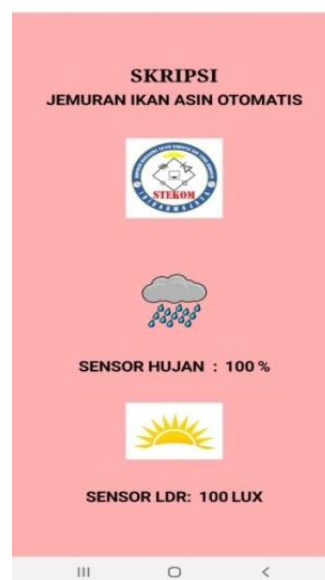 SKRIPSI
JEMURAN IKAN ASIN OTOMATIS
STEKOM
SENSOR HUJAN : 100 %
SENSOR LDR: 100 LUX